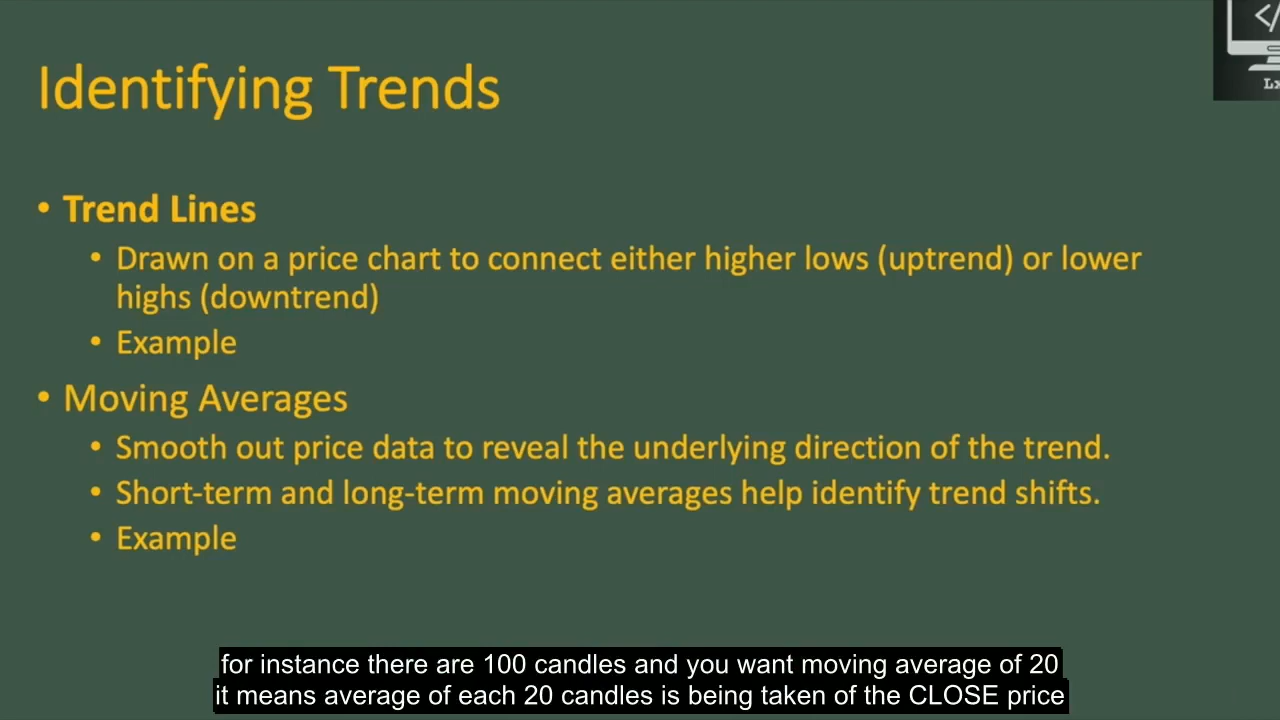 Identifying Trends
• Trend Lines
• Drawn on a price chart to connect either higher lows (uptrend) or lower
highs (downtrend)
• Example
• Moving Averages
• Smooth out price data to reveal the underlying direction of the trend.
• Short-term and long-term moving averages help identify trend shifts.
• Example
for instance there are 100 candles and you want moving average of 20
it means average of each 20 candles is being taken of the CLOSE price